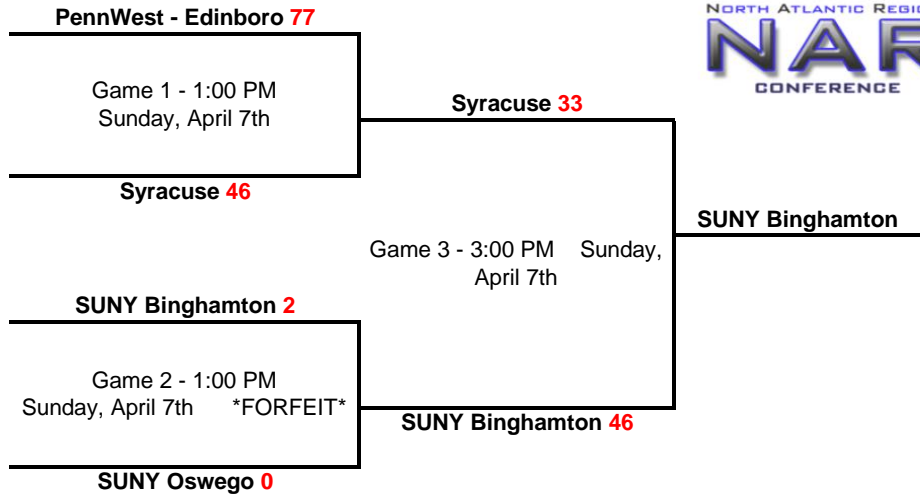 PennWest - Edinboro 77
NORTH ATLANTIC REGIO
NAR
CONFERENCE
Game 1 - 1:00 PM
Sunday, April 7th
Syracuse 33
Syracuse 46
SUNY Binghamton
Game 3 - 3:00 PM Sunday,
April 7th
SUNY Binghamton 2
Game 2 - 1:00 PM
Sunday, April 7th *FORFEIT*
SUNY Binghamton 46
SUNY Oswego 0